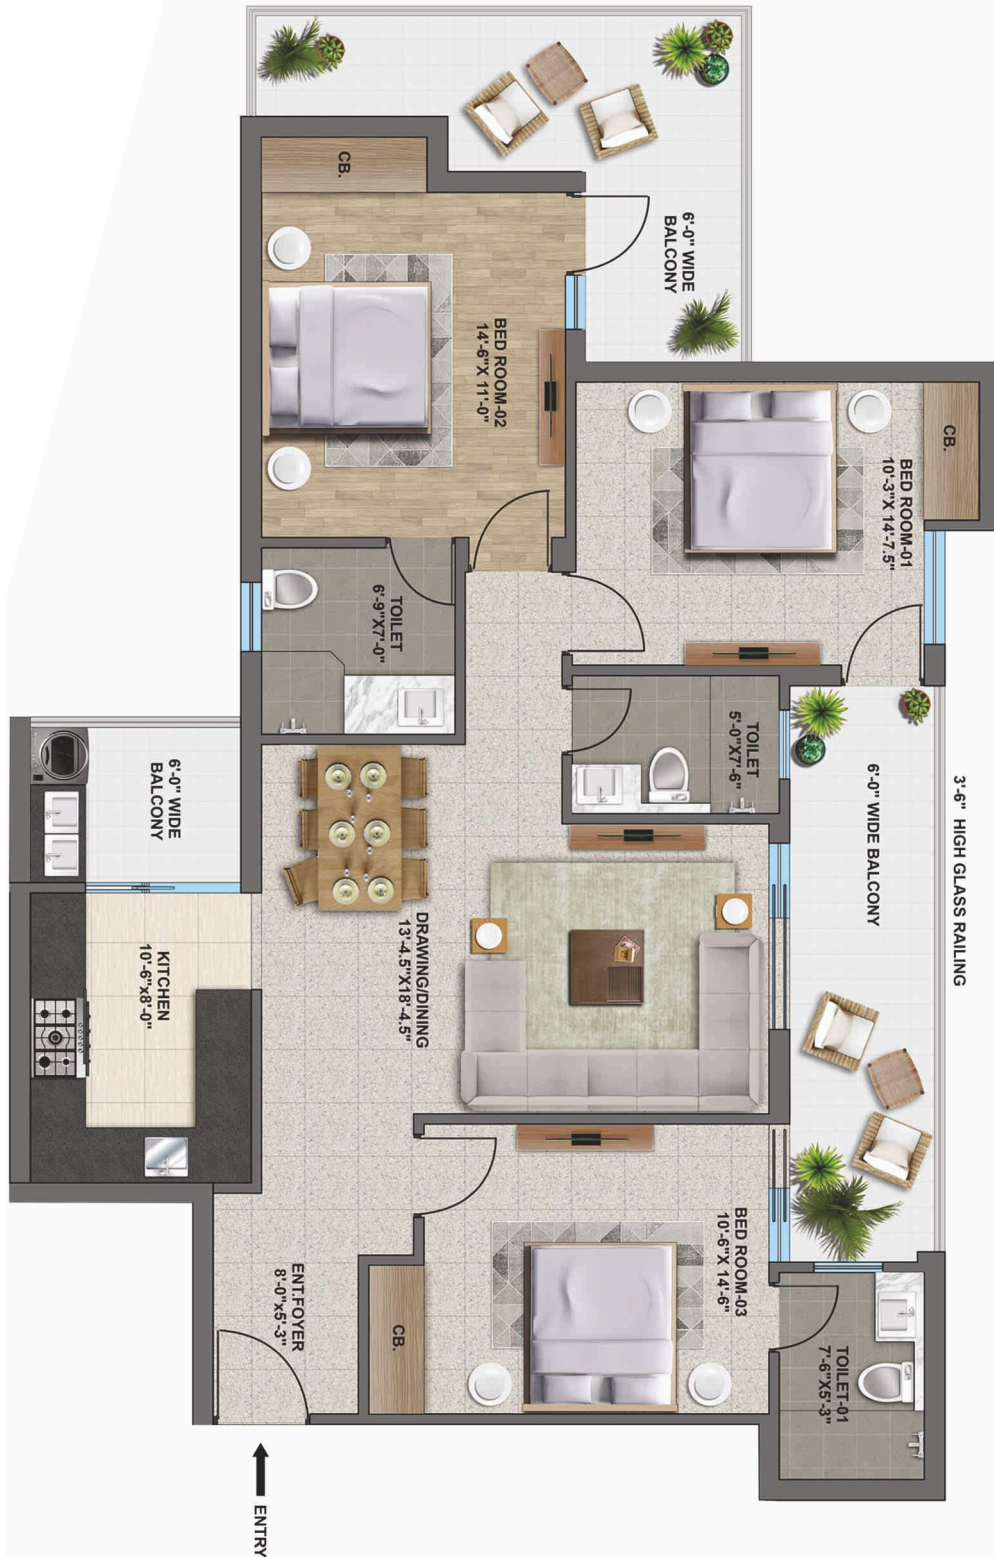 CB.
6'-0" WIDE
BALCONY
BED ROOM-02
14'-6"X 11'-0"
CB.
BED ROOM-01
10'-3"X 14'-7.5"
TOILET
6'-9"X7'-0"
TOILET
5'-0"X7'-6"
6'-0" WIDE
BALCONY
6'-0" WIDE BALCONY
3'-6" HIGH GLASS RAILING
DRAWING/DINING
13'-4.5"X18'-4.5"
KITCHEN
10'-6"x8'-0"
BED ROOM-03
10'-6"X 14'-6"
ENT.FOYER
8'-0"x5'-3"
CB.
TOILET-01
7'-6"X5'-3"
ENTRY